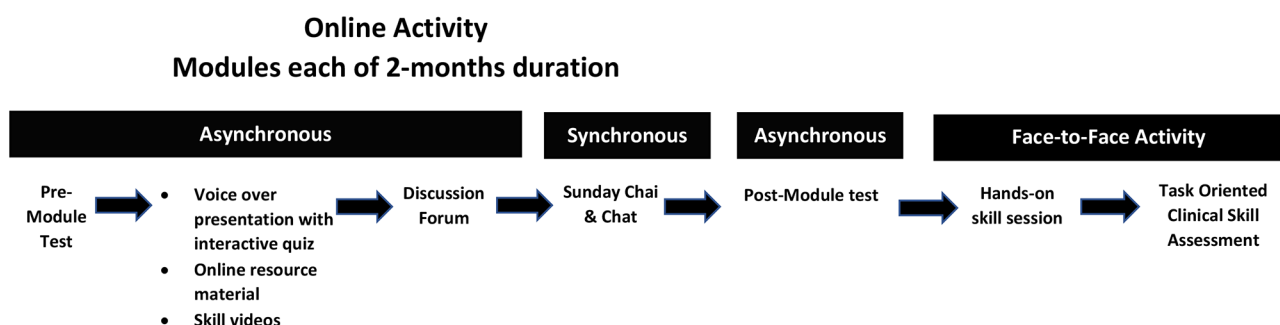 Online Activity
Modules each of 2-months duration
Asynchronous
Synchronous
Asynchronous
Face-to-Face Activity
Pre-
Module
Test
• Voice over
presentation with
interactive quiz
• Online resource
material
• Skill videos
Discussion
Forum
Sunday Chai
& Chat
Post-Module test
Hands-on
skill session
Task Oriented
Clinical Skill
Assessment